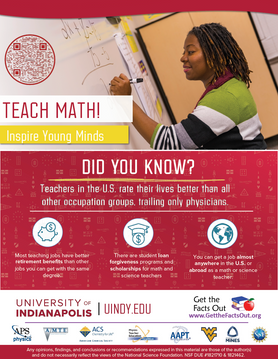 TEACH MATH!
Inspire Young Minds
DID YOU KNOW?
Teachers in the U.S. rate their lives better than all
other occupation groups, trailing only physicians.
Most teaching jobs have better
retirement benefits than other
jobs you can get with the same
degree
There are student loan
forgiveness programs and
scholarships for math and
science teachers
You can get a job almost
anywhere in the U.S. or
abroad as a math or science
teacher
UNIVERSITY of
INDIANAPOLIS
UINDY.EDU
Get the
Facts Out
www.GettheFactsOut.org
APS
physics
AMTE
ACS
AAPT
MINES
Any opinions, findings, and conclusions or recommendations expressed in this material are those of the author(s)
and do not necessarily reflect the views of the National Science Foundation. NSF DUE #1821710 & 1821462.